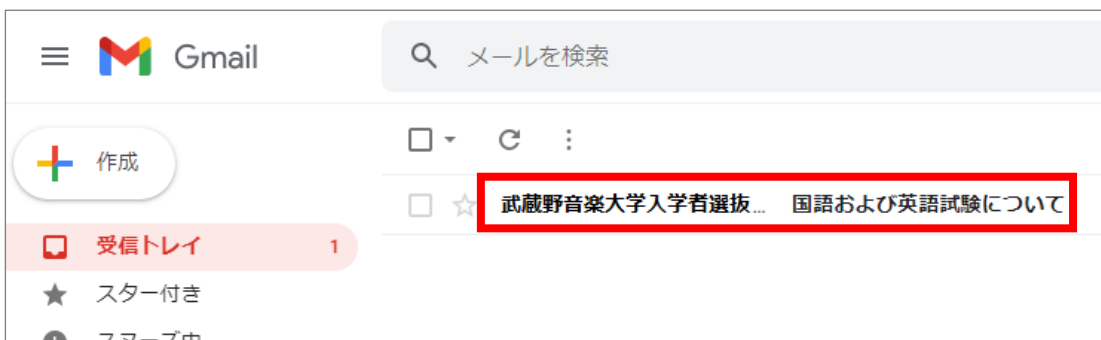 Gmail
メールを検索
作成
武蔵野音楽大学入学者選抜... 国語および英語試験について
受信トレイ 1
スター付き